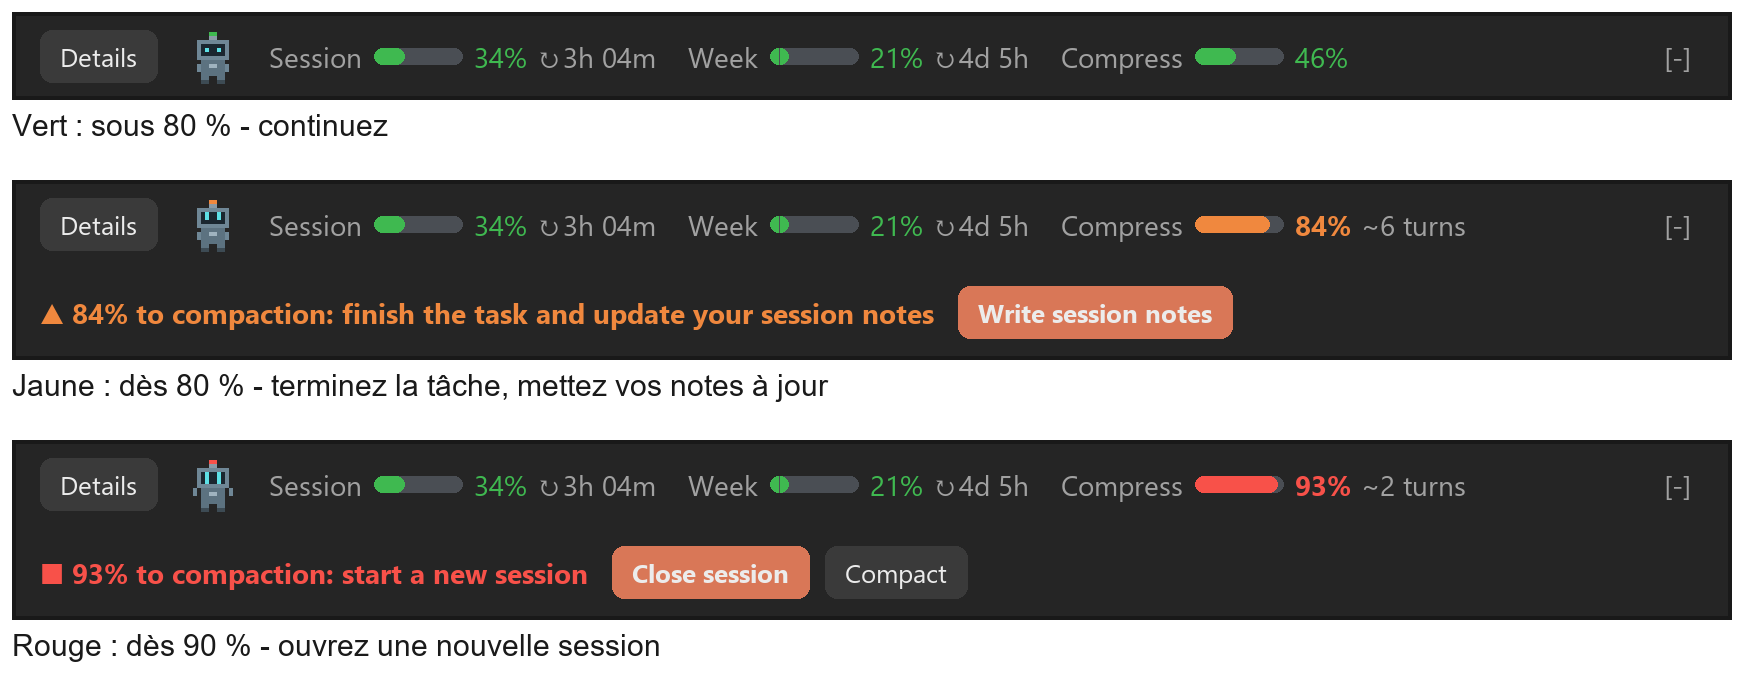 Details Session 34% ↻3h 04m Week 21% ↻4d 5h Compress 46% [-]
Vert : sous 80 % - continuez
Details Session 34% ↻3h 04m Week 21% ↻4d 5h Compress 84% ~6 turns [-]
▲ 84% to compaction: finish the task and update your session notes Write session notes
Jaune : dès 80 % - terminez la tâche, mettez vos notes à jour
Details Session 34% ↻3h 04m Week 21% ↻4d 5h Compress 93% ~2 turns [-]
■ 93% to compaction: start a new session Close session Compact
Rouge : dès 90 % - ouvrez une nouvelle session